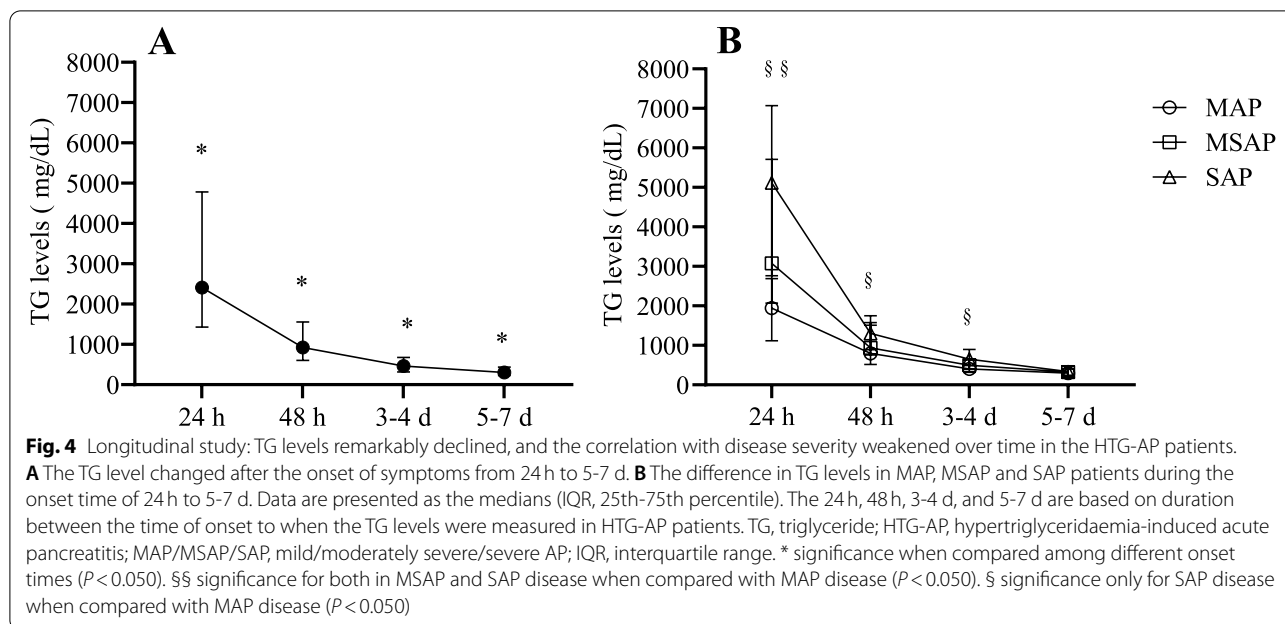 A
8000
7000
6000
5000
4000
3000
2000
1000
0
TG levels ( mg/dL)
*
*
*
*
24 h 48 h 3-4 d 5-7 d
B
8000
7000
6000
5000
4000
3000
2000
1000
0
TG levels ( mg/dL)
§ §
§
§
24 h 48 h 3-4 d 5-7 d
MAP
MSAP
SAP
Fig. 4 Longitudinal study: TG levels remarkably declined, and the correlation with disease severity weakened over time in the HTG-AP patients.
A The TG level changed after the onset of symptoms from 24 h to 5-7 d. B The difference in TG levels in MAP, MSAP and SAP patients during the
onset time of 24 h to 5-7 d. Data are presented as the medians (IQR, 25th-75th percentile). The 24 h, 48 h, 3-4 d, and 5-7 d are based on duration
between the time of onset to when the TG levels were measured in HTG-AP patients. TG, triglyceride; HTG-AP, hypertriglyceridaemia-induced acute
pancreatitis; MAP/MSAP/SAP, mild/moderately severe/severe AP; IQR, interquartile range. * significance when compared among different onset
times (P < 0.050). §§ significance for both in MSAP and SAP disease when compared with MAP disease (P < 0.050). § significance only for SAP disease
when compared with MAP disease (P < 0.050)